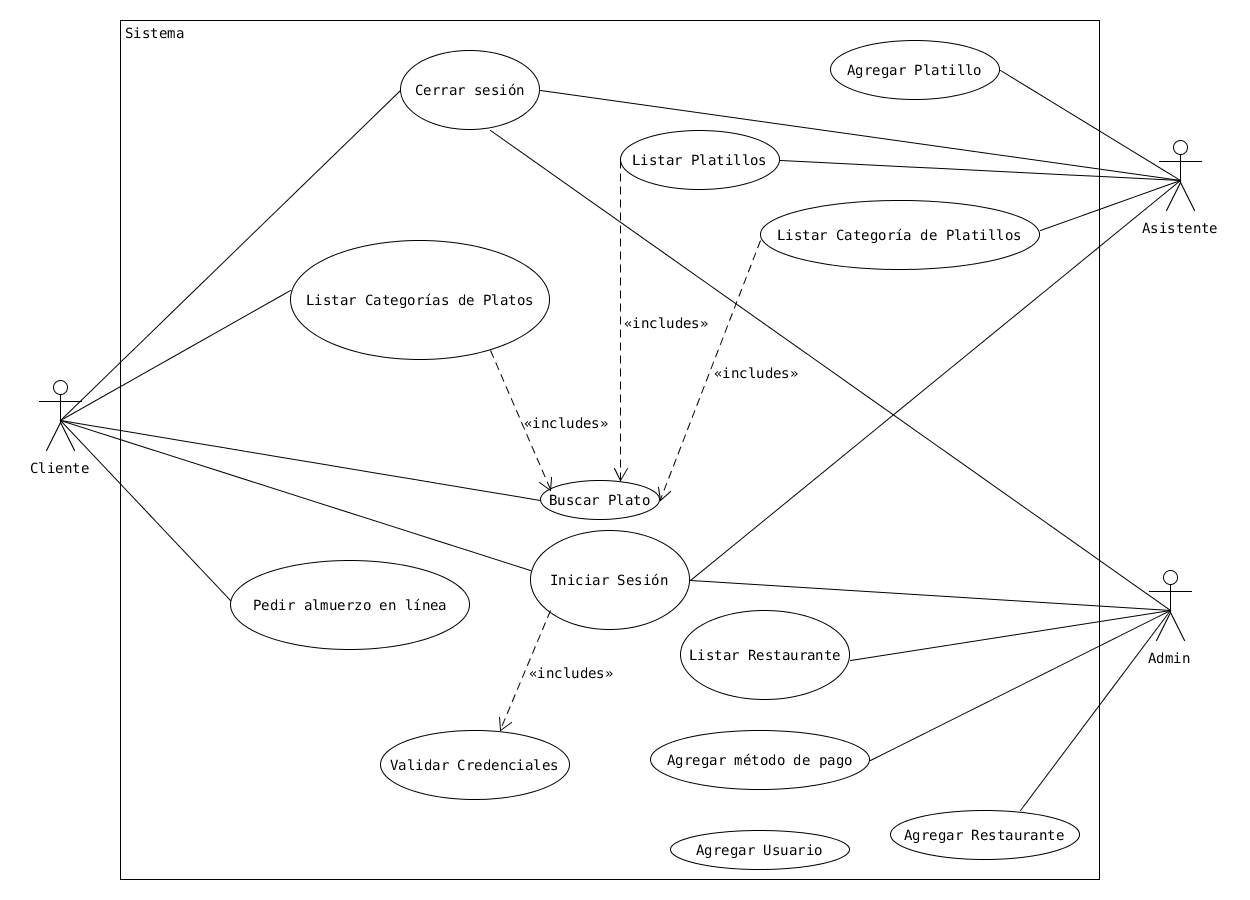 Sistema
Agregar Platillo
Cerrar sesión
Listar Platillos
Asistente
Listar Categoría de Platillos
Listar Categorías de Platos
«includes»
«includes»
«includes»
Cliente
Buscar Plato
Iniciar Sesión
Pedir almuerzo en línea
Listar Restaurante
Admin
«includes»
Agregar método de pago
Validar Credenciales
Agregar Restaurante
Agregar Usuario